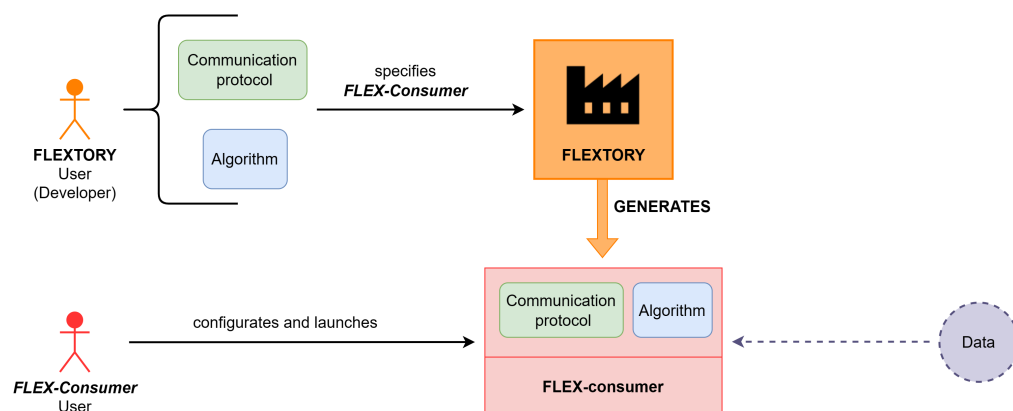 Communication
protocol
Algorithm
FLEXTORY
User
(Developer)
specifies
FLEX-Consumer
FLEXTORY
GENERATES
Communication
protocol
Algorithm
FLEX-consumer
configurates and launches
FLEX-Consumer
User
Data